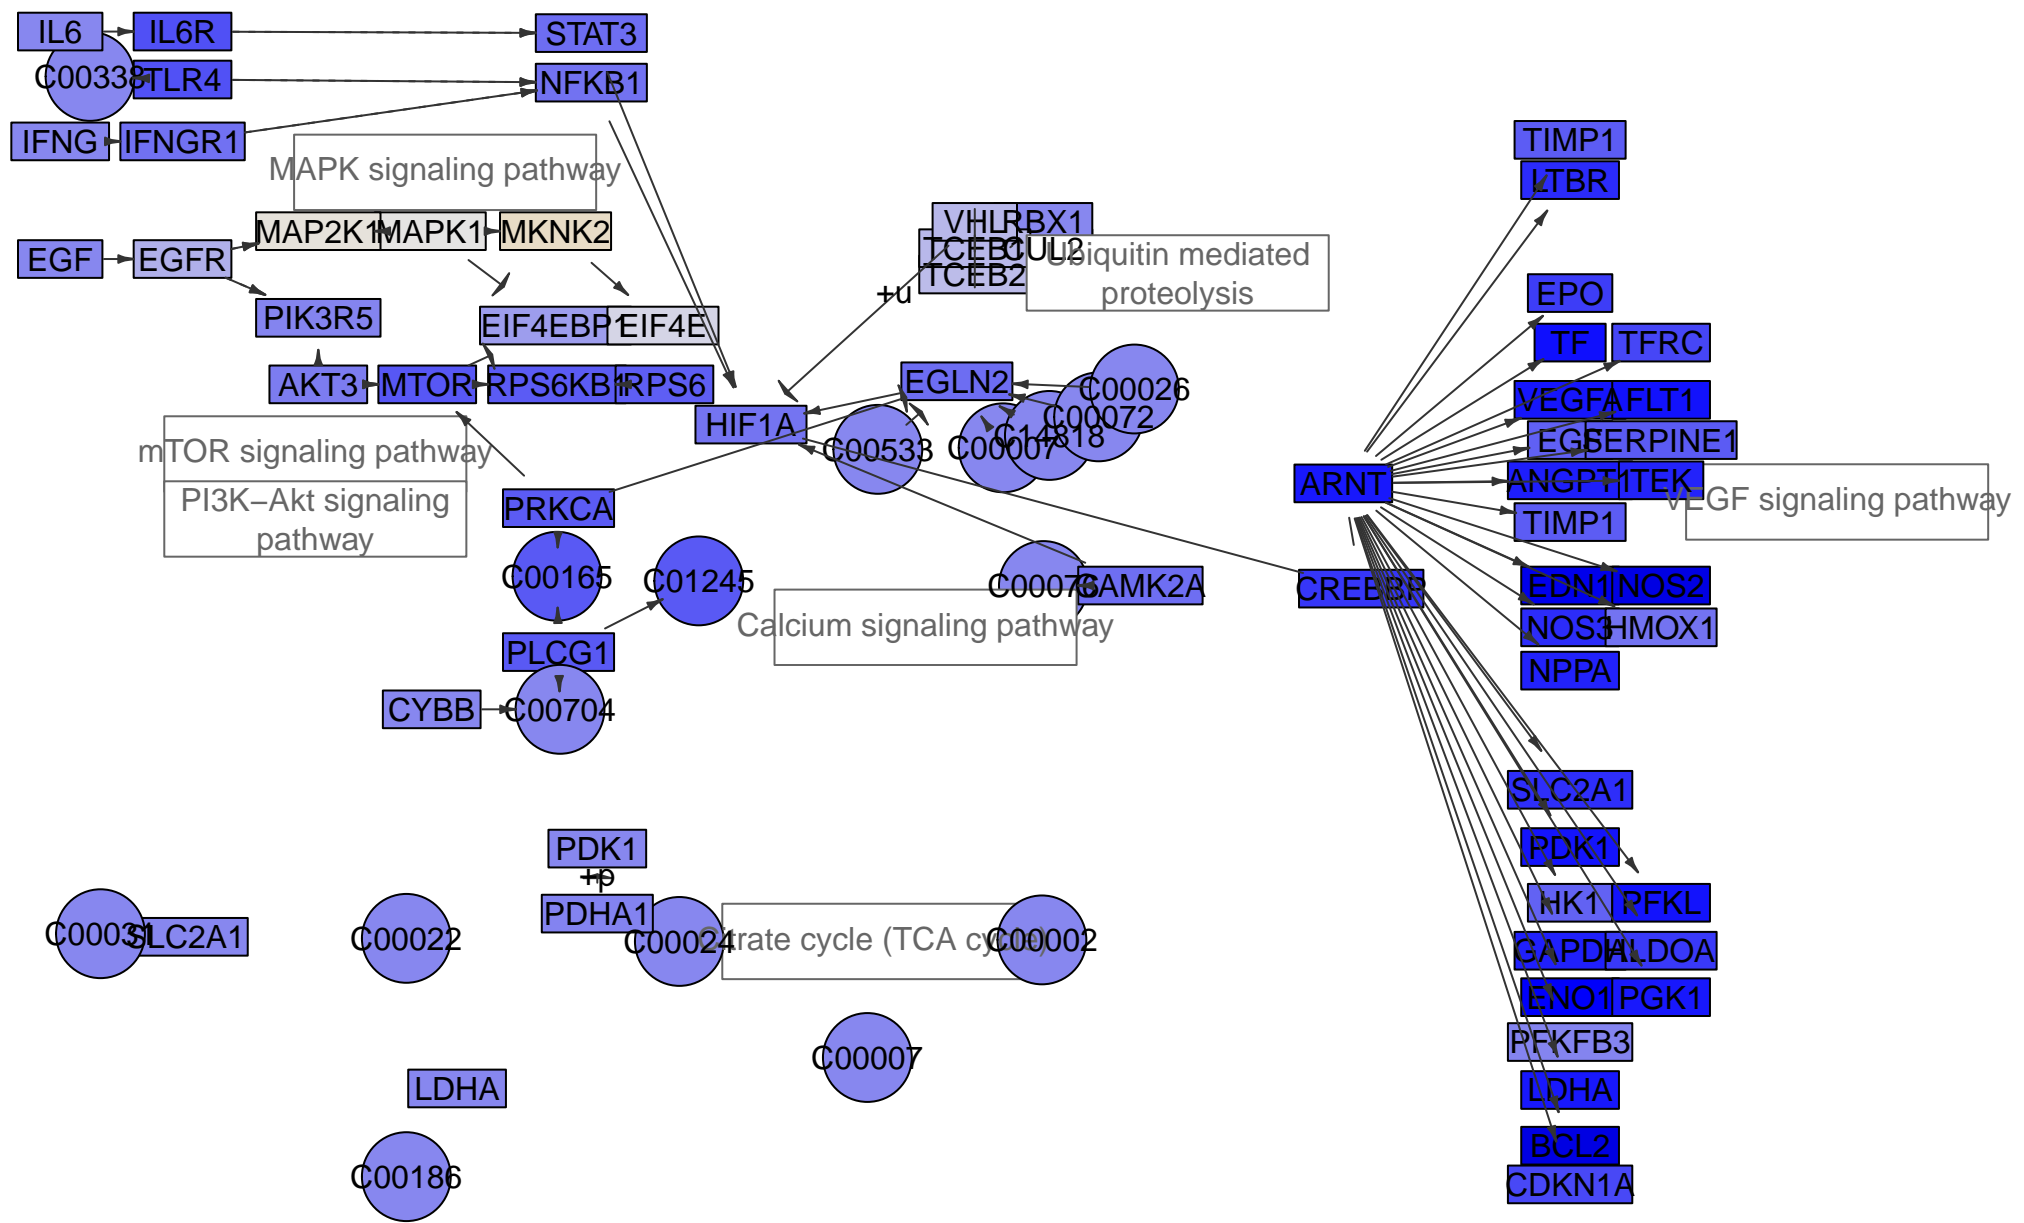 IL6
IL6R
STAT3
C00338
TLR4
NFKB1
IFNG
IFNGR1
MAPK signaling pathway
TIMP1
LTBR
MAP2K1
MAPK1
MKNK2
VHL
RBX1
TCEB1
CUL2
TCEB2
Ubiquitin mediated
proteolysis
+u
EGF
EGFR
PIK3R5
EIF4EBP1
EIF4E
EPO
TF
TFRC
AKT3
MTOR
RPS6KB1
RPS6
EGLN2
C00026
C00072
C14818
C00007
C00533
HIF1A
VEGFA
FLT1
EGF
SERPINE1
mTOR signaling pathway
PI3K–Akt signaling
pathway
PRKCA
ARNT
ANGPT1
TEK
VEGF signaling pathway
TIMP1
C00165
C01245
C00076
CAMK2A
CREBBP
EDN1
NOS2
Calcium signaling pathway
NOS3
HMOX1
PLCG1
NPPA
CYBB
C00704
SLC2A1
PDK1
+p
PDK1
PDHA1
HK1
PFKL
C00031
SLC2A1
C00022
C00024
Citrate cycle (TCA cycle)
C00002
GAPDH
ALDOA
ENO1
PGK1
C00007
PFKFB3
LDHA
LDHA
BCL2
C00186
CDKN1A